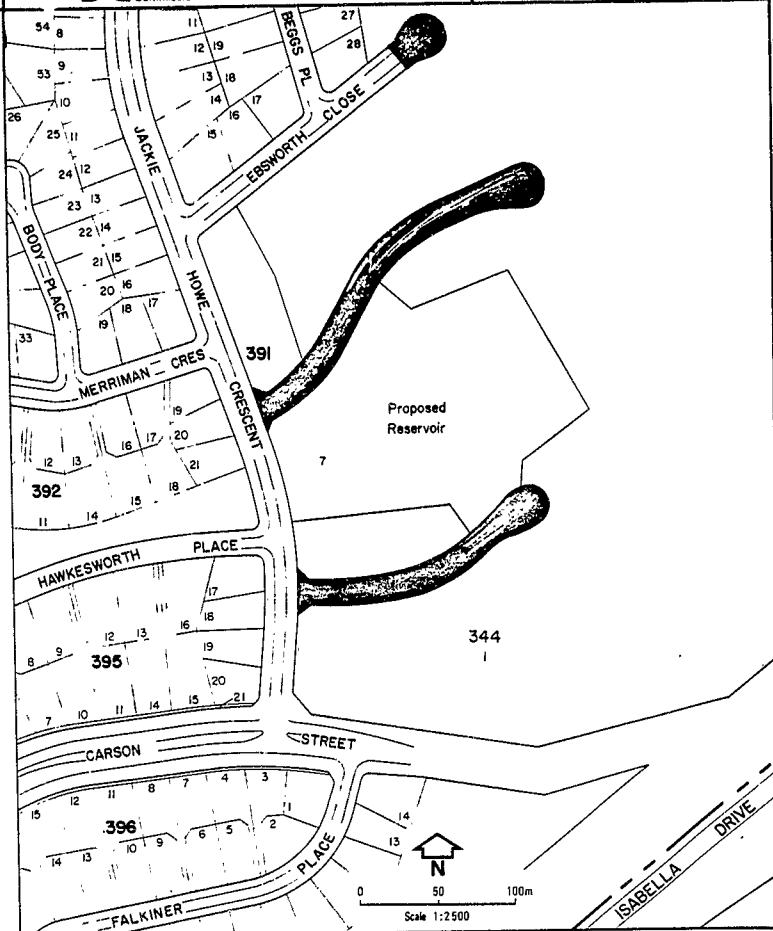 54 8
11
27
12 19
28
BEGGS PL
53 9
13 18
14
17
10
26
16
15
25 11
EBSWORTH CLOSE
JACKIE HOWE CRESCENT
24 12
23 13
22 14
BODY PLACE
21 15
20 16
19 18 17
33
391
MERRIMAN CRES
19
Proposed
Reservoir
16 17 20
12 13
21
7
392
15 18
11 14
HAWKESWORTH PLACE
17
18
12 13 16
8 9
19
395
344
1
20
7 10 11 14 15 21
CARSON STREET
15 12 11 8 7 4 3
1
14
396
6 5 2
14 13 10 9
13
N
FALKINER PLACE
ISABELLA DRIVE
0 50 100m
Scale 1:2500